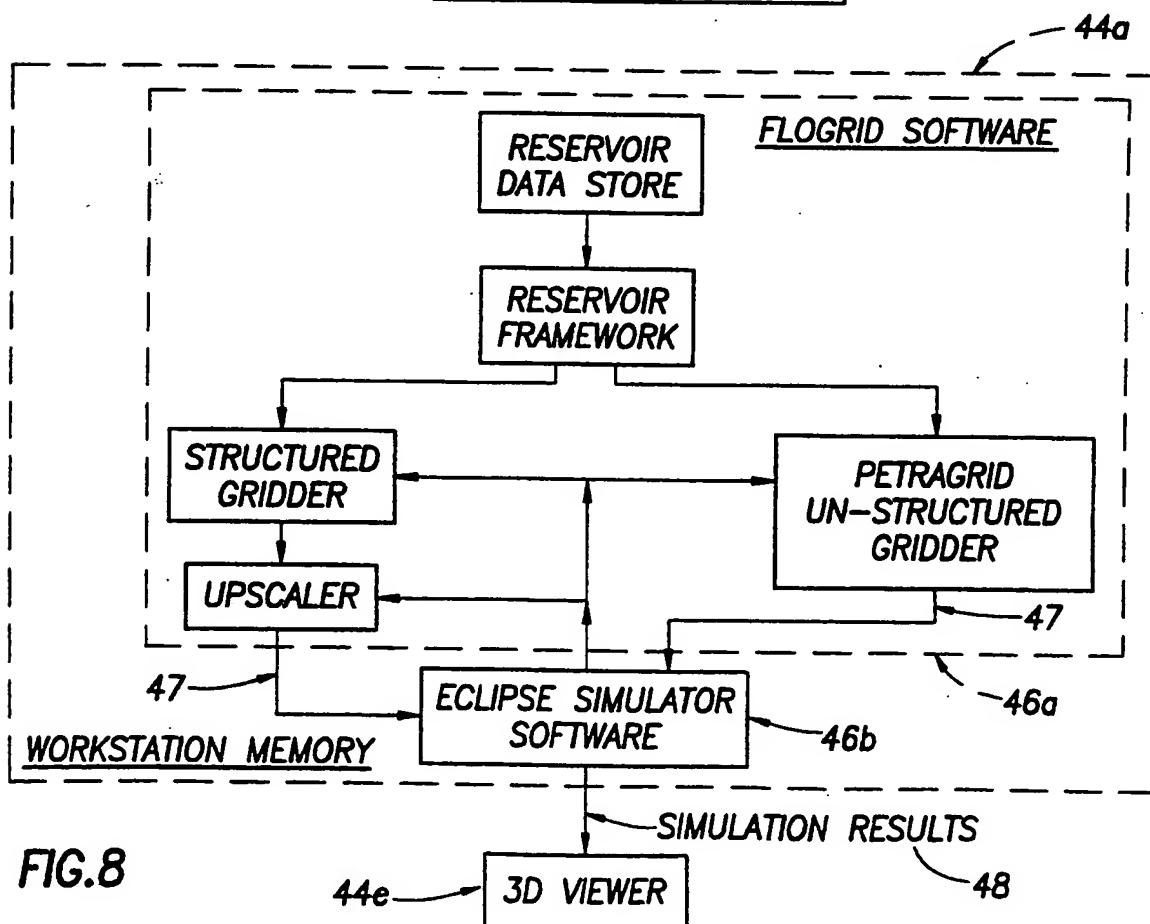 44a
FLOGRID SOFTWARE
RESERVOIR
DATA STORE
RESERVOIR
FRAMEWORK
STRUCTURED
GRIDDER
PETRAGRID
UN-STRUCTURED
GRIDDER
UPSCALER
47
47
46a
ECLIPSE SIMULATOR
SOFTWARE
46b
WORKSTATION MEMORY
SIMULATION RESULTS
48
FIG.8
44e
3D VIEWER